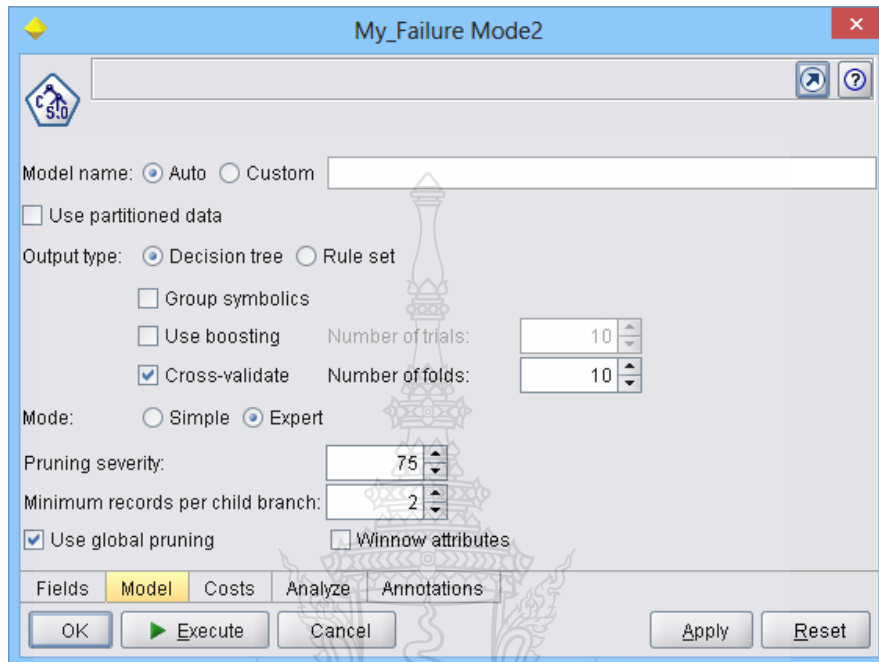 My_Failure Mode2
C5.0
Model name: Auto Custom
Use partitioned data
Output type: Decision tree Rule set
Group symbolics
Use boosting Number of trials: 10
Cross-validate Number of folds: 10
Mode: Simple Expert
Pruning severity: 75
Minimum records per child branch: 2
Use global pruning Winnow attributes
Fields Model Costs Analyze Annotations
OK Execute Cancel Apply Reset